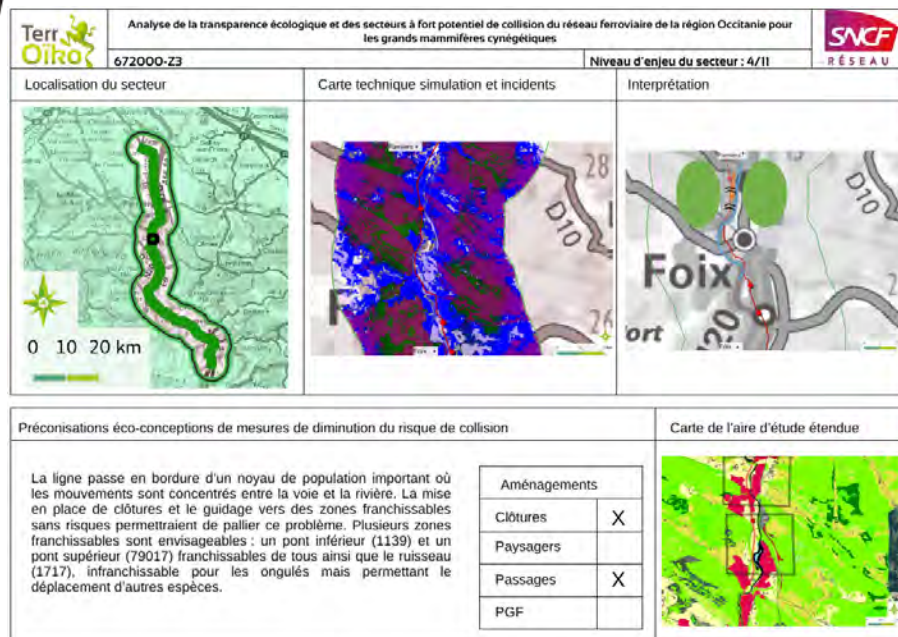 Terr
Oïko
Analyse de la transparence écologique et des secteurs à fort potentiel de collision du réseau ferroviaire de la région Occitanie pour
les grands mammifères cynégétiques
SNCF
RÉSEAU
672000-Z3
Niveau d'enjeu du secteur : 4/11
Localisation du secteur
Carte technique simulation et incidents
Interprétation
0 10 20 km
28
D10
F
26
D10
Foix
2
ort
20
Préconisations éco-conceptions de mesures de diminution du risque de collision
Carte de l'aire d'étude étendue
La ligne passe en bordure d'un noyau de population important où
les mouvements sont concentrés entre la voie et la rivière. La mise
en place de clôtures et le guidage vers des zones franchissables
sans risques permettraient de pallier ce problème. Plusieurs zones
franchissables sont envisageables : un pont inférieur (1139) et un
pont supérieur (79017) franchissables de tous ainsi que le ruisseau
(1717), infranchissable pour les ongulés mais permettant le
déplacement d'autres espèces.
Aménagements
Clôtures X
Paysagers
Passages X
PGF